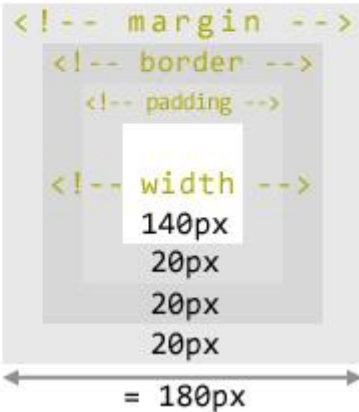 <!-- margin -->
<!-- border -->
<!-- padding -->
<!-- width -->
140px
20px
20px
20px
= 180px